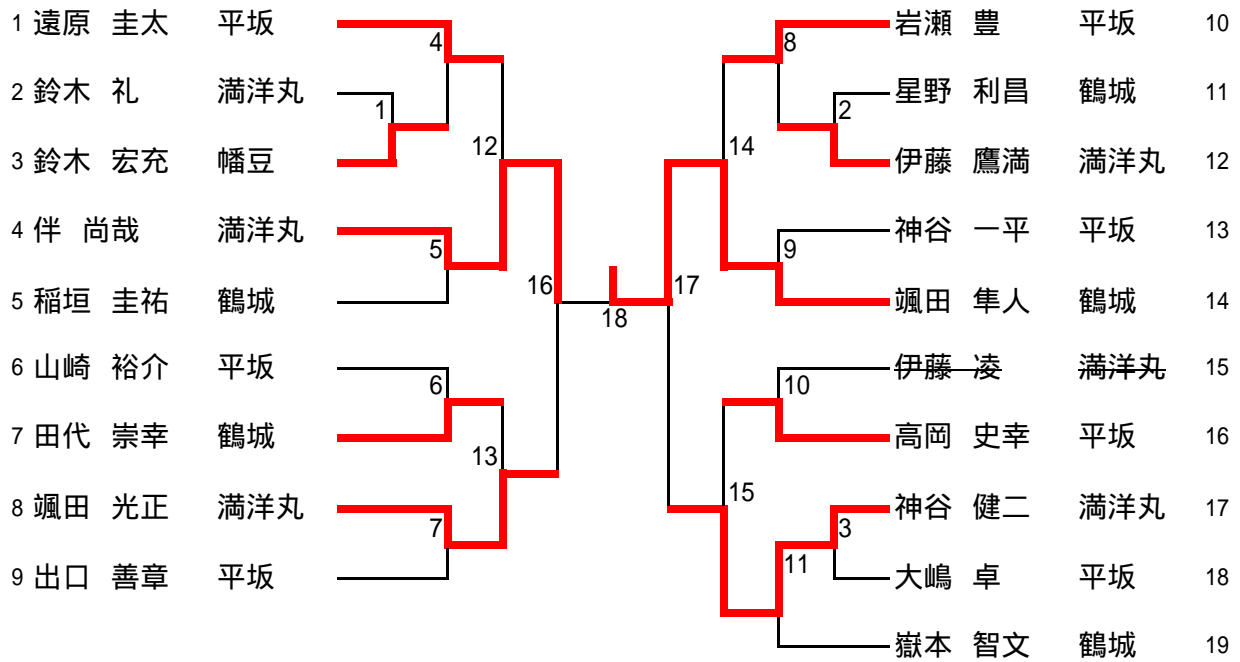 1 遠原 圭太 平坂
2 鈴木 礼 満洋丸
3 鈴木 宏充 幡豆
4 伴 尚哉 満洋丸
5 稲垣 圭祐 鶴城
6 山崎 裕介 平坂
7 田代 崇幸 鶴城
8 颯田 光正 満洋丸
9 出口 善章 平坂
4
1
12
5
16
6
13
7
18
17
8
2
14
9
10
15
3
11
岩瀬 豊 平坂 10
星野 利昌 鶴城 11
伊藤 鷹満 満洋丸 12
神谷 一平 平坂 13
颯田 隼人 鶴城 14
伊藤 凌 満洋丸 15
高岡 史幸 平坂 16
神谷 健二 満洋丸 17
大嶋 卓 平坂 18
嶽本 智文 鶴城 19